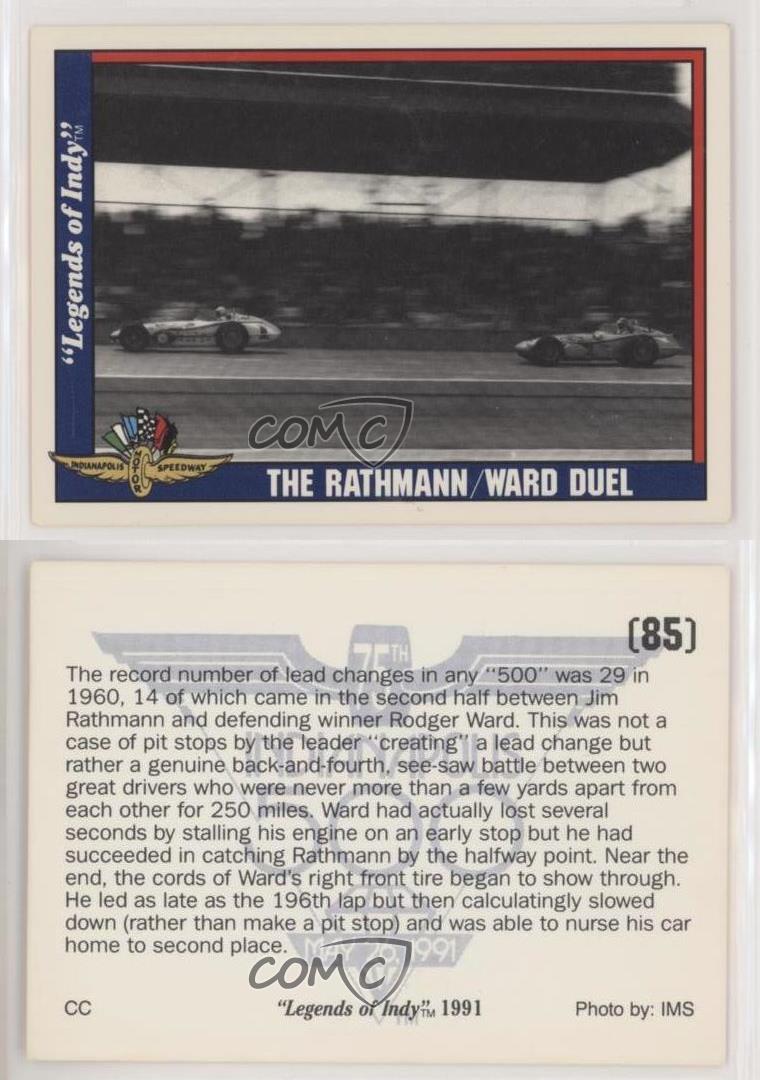 “Legends of Indy”TM
INDIANAPOLIS MOTOR SPEEDWAY
COMC
THE RATHMANN/WARD DUEL
(85)
75TH
INDIANAPOLIS
500
MAY 26, 1991
The record number of lead changes in any “500” was 29 in
1960, 14 of which came in the second half between Jim
Rathmann and defending winner Rodger Ward. This was not a
case of pit stops by the leader “creating” a lead change but
rather a genuine back-and-fourth, see-saw battle between two
great drivers who were never more than a few yards apart from
each other for 250 miles. Ward had actually lost several
seconds by stalling his engine on an early stop but he had
succeeded in catching Rathmann by the halfway point. Near the
end, the cords of Ward's right front tire began to show through.
He led as late as the 196th lap but then calculatingly slowed
down (rather than make a pit stop) and was able to nurse his car
home to second place.
COMC
CC
“Legends of Indy”TM 1991
Photo by: IMS
TM